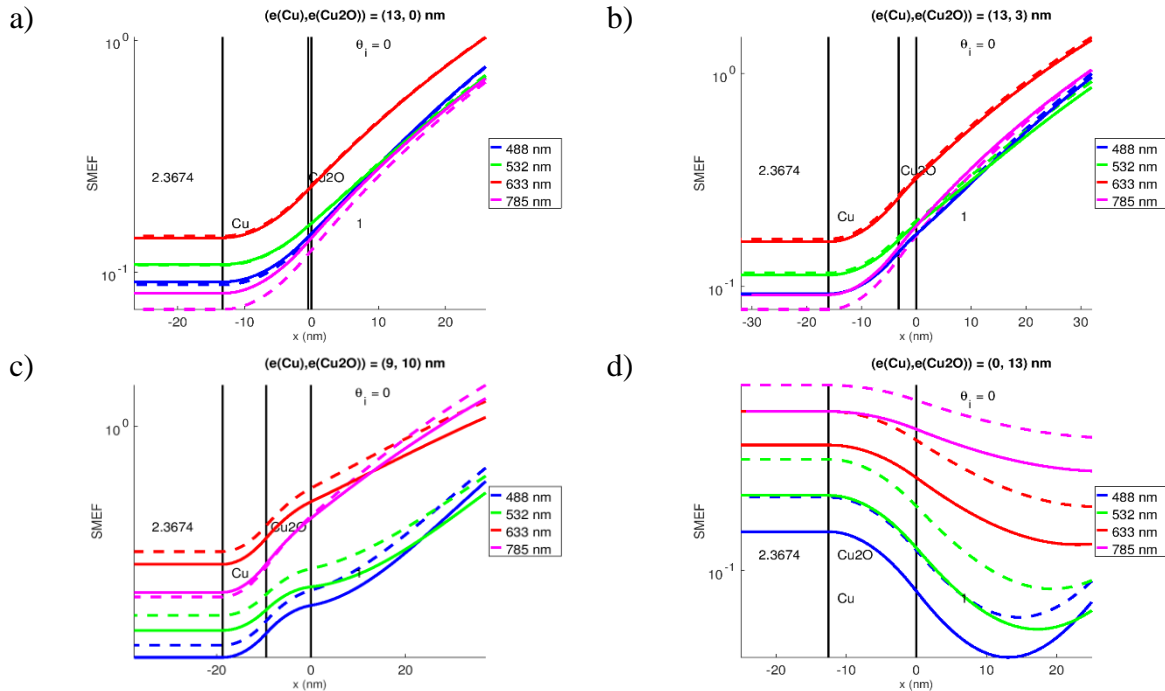 a)
(e(Cu),e(Cu2O)) = (13, 0) nm
10^0
θ_i = 0
2.3674
Cu2O
Cu
1
SMEF
10^-1
-20 -10 0 10 20
x (nm)
488 nm
532 nm
633 nm
785 nm
b)
(e(Cu),e(Cu2O)) = (13, 3) nm
θ_i = 0
10^0
2.3674
Cu2O
Cu
1
SMEF
10^-1
-30 -20 -10 0 10 20 30
x (nm)
488 nm
532 nm
633 nm
785 nm
c)
(e(Cu),e(Cu2O)) = (9, 10) nm
θ_i = 0
10^0
2.3674
Cu2O
Cu
1
SMEF
-20 0 20
x (nm)
488 nm
532 nm
633 nm
785 nm
d)
(e(Cu),e(Cu2O)) = (0, 13) nm
θ_i = 0
SMEF
2.3674
Cu2O
10^-1
Cu
1
-20 -10 0 10 20
x (nm)
488 nm
532 nm
633 nm
785 nm